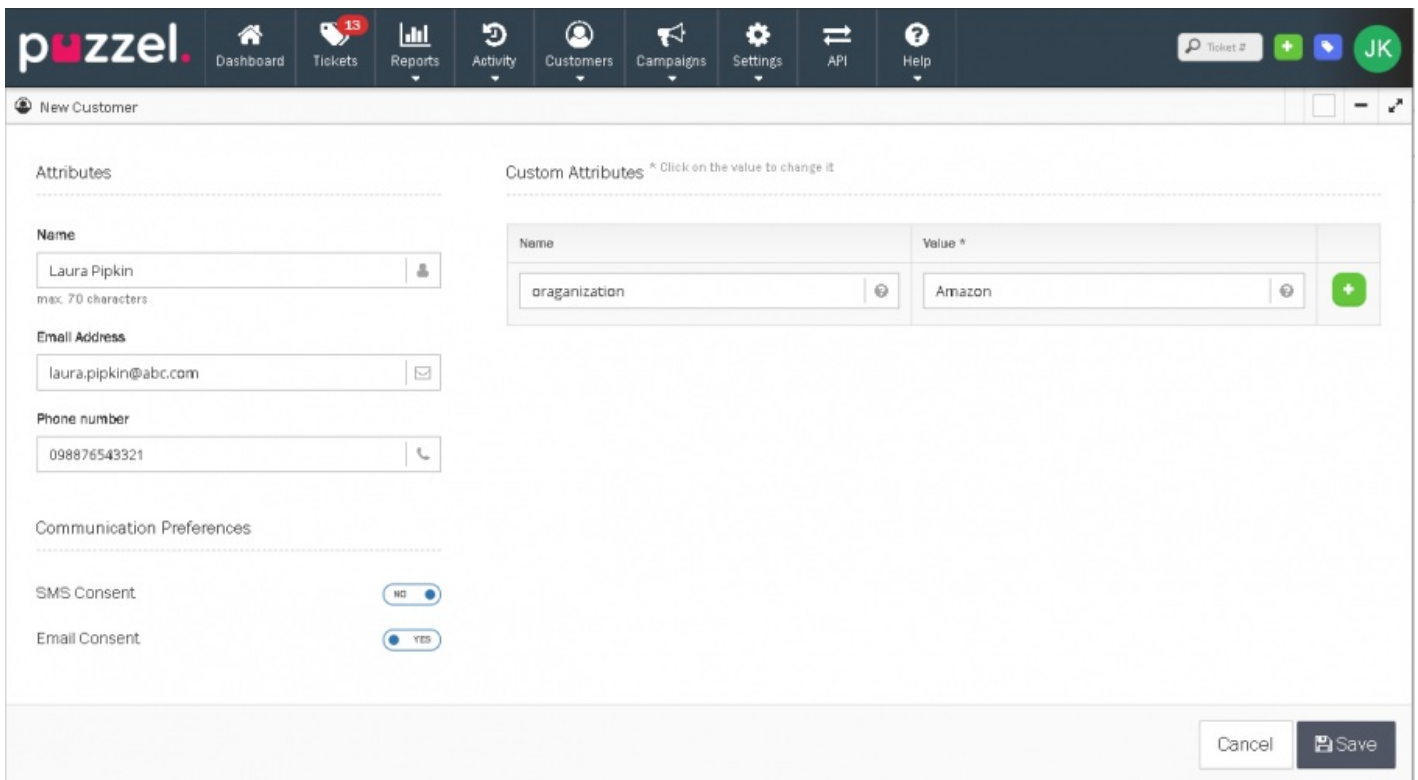 puzzel.
Dashboard
Tickets
13
Reports
Activity
Customers
Campaigns
Settings
API
Help
Ticket #
JK
New Customer
Attributes
Custom Attributes * Click on the value to change it
Name
Laura Pipkin
max. 70 characters
Email Address
laura.pipkin@abc.com
Phone number
098876543321
Name
Value *
oraganization
Amazon
Communication Preferences
SMS Consent
NO
Email Consent
YES
Cancel
Save